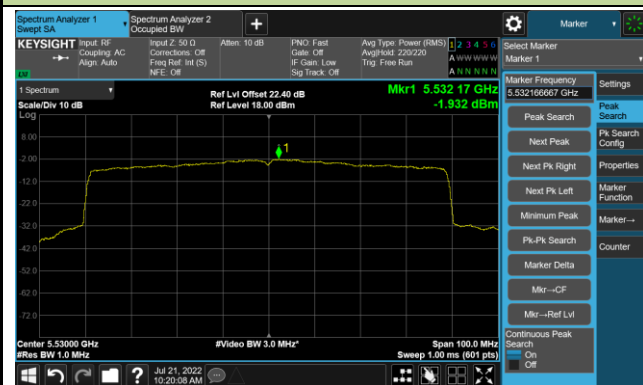 Spectrum Analyzer 1
Swept SA
Spectrum Analyzer 2
Occupied BW
+
Marker
KEYSIGHT
Input: RF
Coupling: AC
Align: Auto
Input Z: 50 Ω
Corrections: Off
Freq Ref: Int (S)
NFE: Off
Atten: 10 dB
PNO: Fast
Gate: Off
IF Gain: Low
Sig Track: Off
Avg Type: Power (RMS)
Avg|Hold: 220/220
Trig: Free Run
1 2 3 4 5 6
A W W W W W
A N N N N N
Select Marker
Marker 1
1 Spectrum
Scale/Div 10 dB
Log
Ref Lvl Offset 22.40 dB
Ref Level 18.00 dBm
Mkr1 5.532 17 GHz
-1.932 dBm
1
8.00
-2.00
-12.0
-22.0
-32.0
-42.0
-52.0
-62.0
-72.0
Center 5.53000 GHz
#Res BW 1.0 MHz
#Video BW 3.0 MHz*
Span 100.0 MHz
Sweep 1.00 ms (601 pts)
Marker Frequency
5.532166667 GHz
Peak Search
Next Peak
Next Pk Right
Next Pk Left
Minimum Peak
Pk-Pk Search
Marker Delta
Mkr→CF
Mkr→Ref Lvl
Continuous Peak
Search
On
Off
Settings
Peak
Search
Pk Search
Config
Properties
Marker
Function
Marker→
Counter
?
Jul 21, 2022
10:20:08 AM